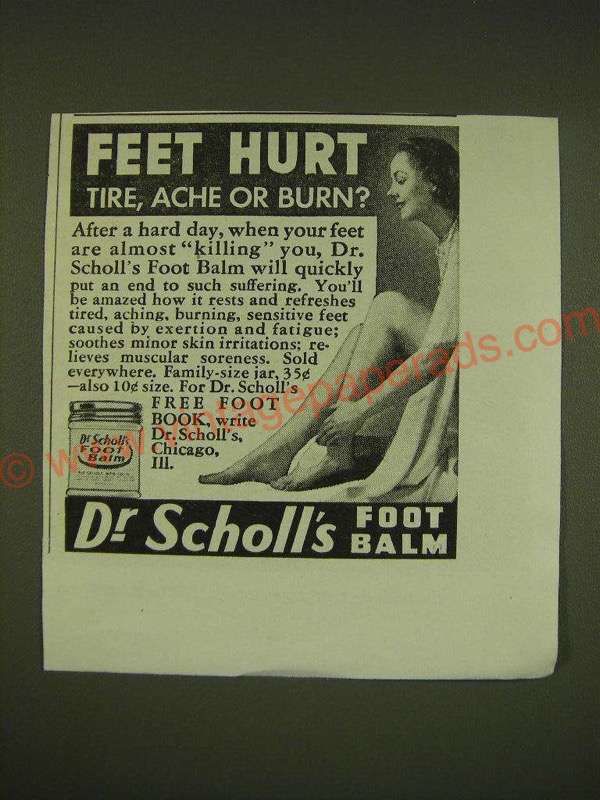 FEET HURT
TIRE, ACHE OR BURN?
After a hard day, when your feet
are almost "killing" you, Dr.
Scholl's Foot Balm will quickly
put an end to such suffering. You'll
be amazed how it rests and refreshes
tired, aching, burning, sensitive feet
caused by exertion and fatigue;
soothes minor skin irritations; re-
lieves muscular soreness. Sold
everywhere. Family-size jar, 35¢
—also 10¢ size. For Dr. Scholl's
FREE FOOT
BOOK, write
Dr. Scholl's,
Chicago,
Ill.
Dr Scholl's
FOOT
Balm
Dr Scholl's FOOT
BALM
© www.vintagepaperads.com